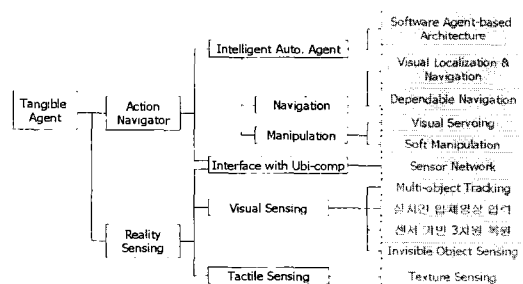 Tangible
Agent
Action
Navigator
Reality
Sensing
Intelligent Auto. Agent
Navigation
Manipulation
Interface with Ubi-comp
Visual Sensing
Tactile Sensing
Software Agent-based
Architecture
Visual Localization &
Navigation
Dependable Navigation
Visual Servoing
Soft Manipulation
Sensor Network
Multi-object Tracking
입체영상 입력
센서 기반 3차원 복원
Invisible Object Sensing
Texture Sensing